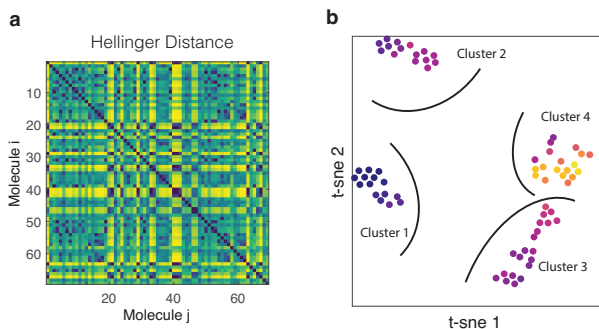 a
Hellinger Distance
Molecule i
10
20
30
40
50
60
20
40
60
Molecule j
b
t-sne 2
Cluster 2
Cluster 4
Cluster 1
Cluster 3
t-sne 1